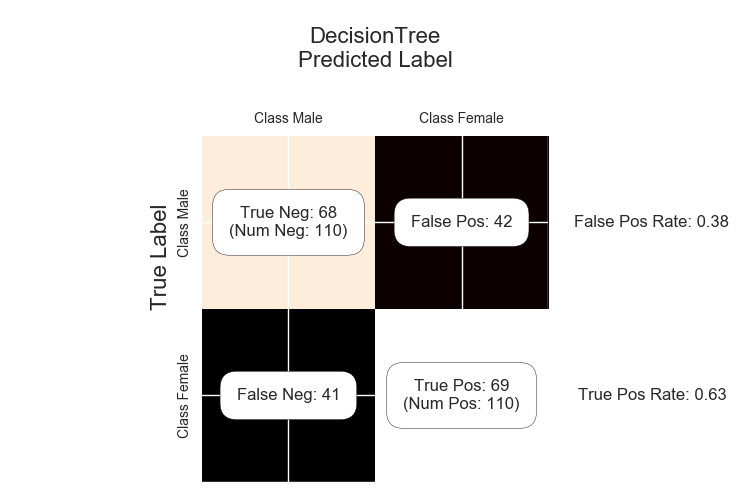 DecisionTree
Predicted Label
Class Male
Class Female
True Label
Class Male
True Neg: 68
(Num Neg: 110)
False Pos: 42
False Pos Rate: 0.38
Class Female
False Neg: 41
True Pos: 69
(Num Pos: 110)
True Pos Rate: 0.63